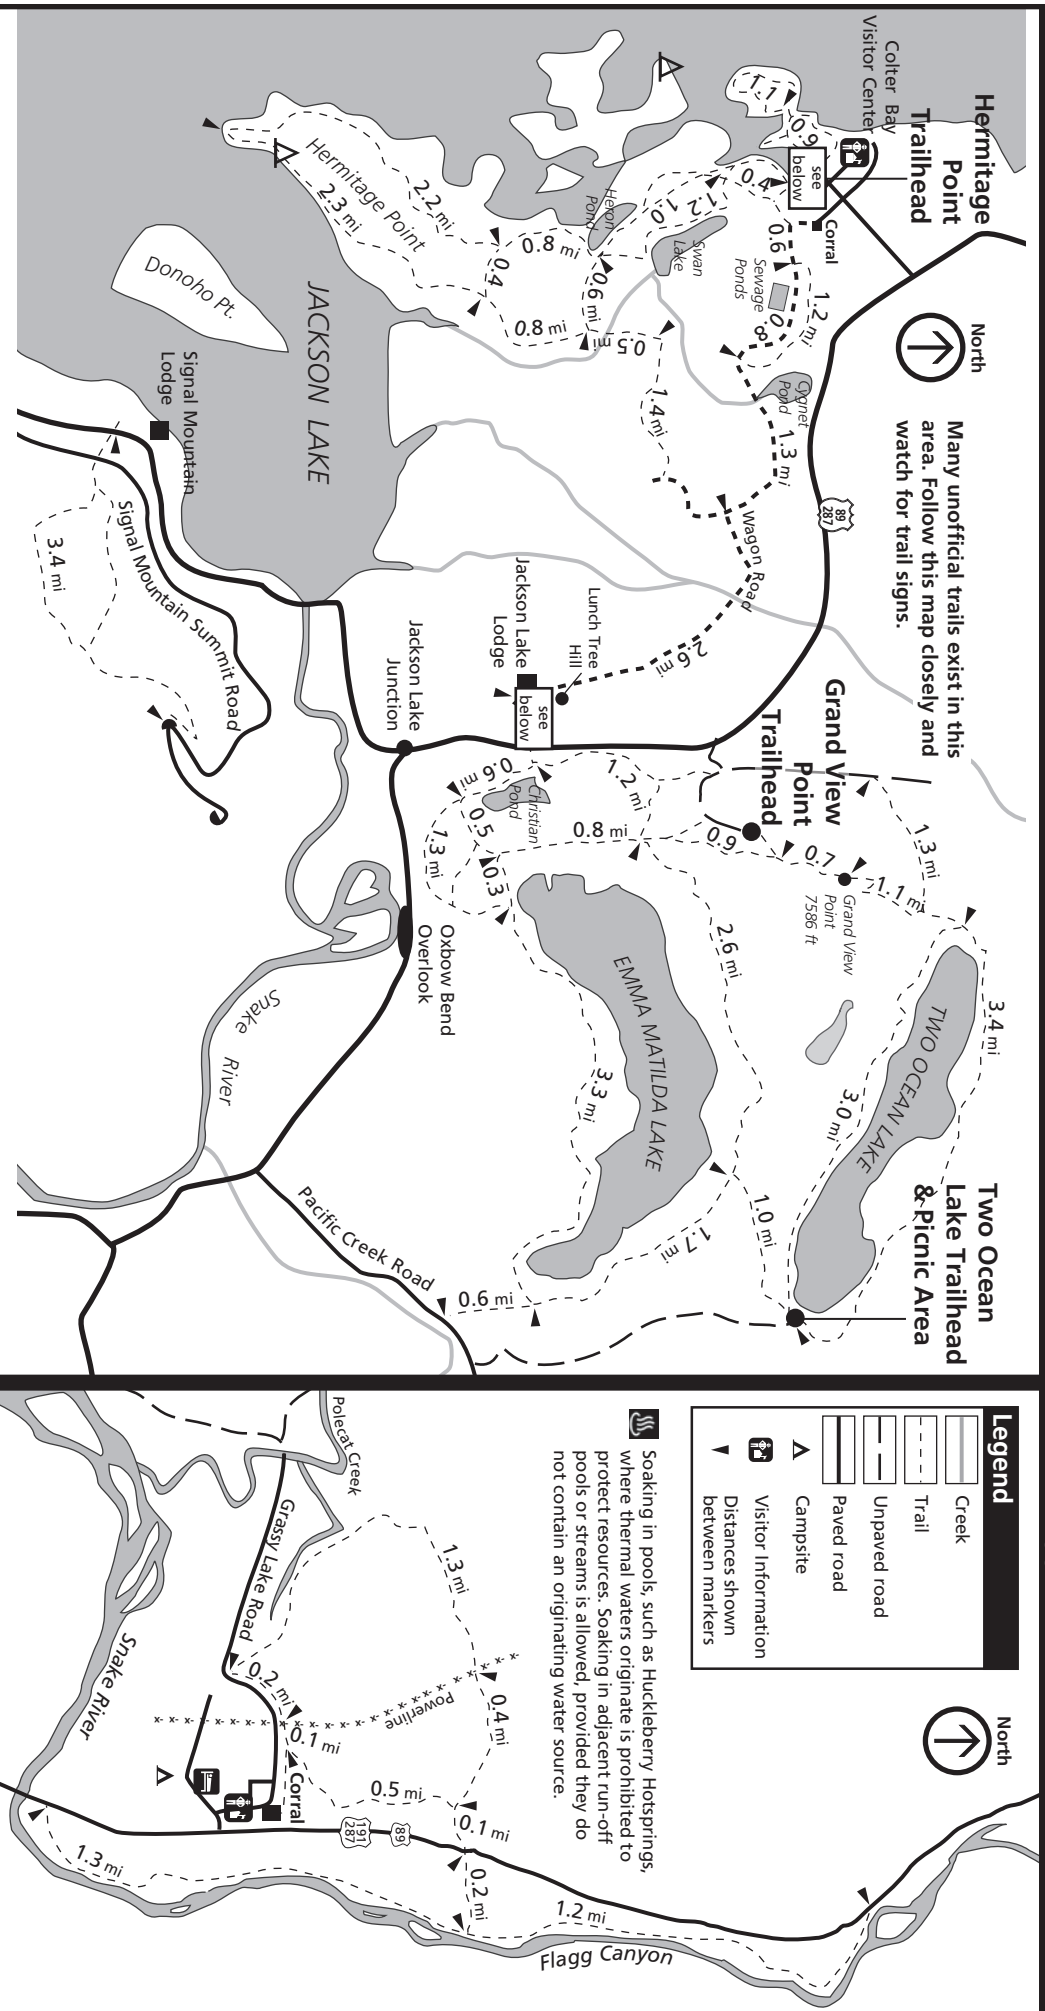 Hermitage
Point
Trailhead
Colter Bay
Visitor Center
1.1
0.9
see
below
0.4
Corral
0.6
Sewage
Ponds
0.8
1.2 mi
1.2
1.0
Swan
Lake
Heron
Pond
Cygnet
Pond
1.3 mi
0.6 mi
0.5 mi
1.4 mi
0.8 mi
0.4
0.8 mi
2.2 mi
Hermitage Point
2.3 mi
Donoho Pt.
JACKSON LAKE
Signal Mountain
Lodge
Signal Mountain Summit Road
3.4 mi
North
Many unofficial trails exist in this
area. Follow this map closely and
watch for trail signs.
89
287
Wagon Road
2.6 mi
Lunch Tree
Hill
Jackson Lake
Lodge
see
below
Jackson Lake
Junction
Grand View
Point
Trailhead
0.9
0.7
1.1 mi
1.3 mi
Grand View
Point
7586 ft
1.2 mi
0.8 mi
0.6 mi
Christian
Pond
0.5
0.3
1.3 mi
2.6 mi
EMMA MATILDA LAKE
3.3 mi
TWO OCEAN LAKE
3.4 mi
3.0 mi
Two Ocean
Lake Trailhead
& Picnic Area
1.0 mi
1.7 mi
0.6 mi
Pacific Creek Road
Oxbow Bend
Overlook
Snake
River
Legend
Creek
Trail
Unpaved road
Paved road
Campsite
Visitor Information
Distances shown
between markers
North
Soaking in pools, such as Huckleberry Hotsprings,
where thermal waters originate is prohibited to
protect resources. Soaking in adjacent run-off
pools or streams is allowed, provided they do
not contain an originating water source.
Polecat Creek
Grassy Lake Road
1.3 mi
0.2 mi
Powerline
0.4 mi
0.1 mi
Corral
0.5 mi
0.1 mi
191
287
89
0.2 mi
1.2 mi
1.3 mi
Snake River
Flagg Canyon